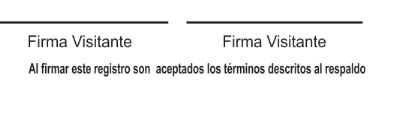 Firma Visitante Firma Visitante
Al firmar este registro son aceptados los términos descritos al respaldo